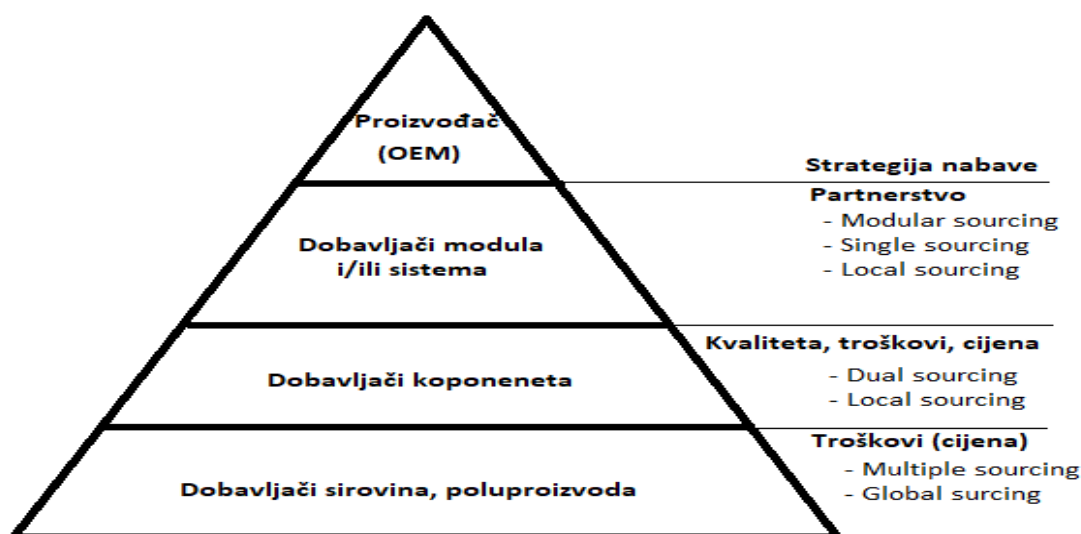 Proizvođač
(OEM)
Strategija nabave
Dobavljači modula
i/ili sistema
Partnerstvo
- Modular sourcing
- Single sourcing
- Local sourcing
Dobavljači koponeneta
Kvaliteta, troškovi, cijena
- Dual sourcing
- Local sourcing
Dobavljači sirovina, poluproizvoda
Troškovi (cijena)
- Multiple sourcing
- Global surcing